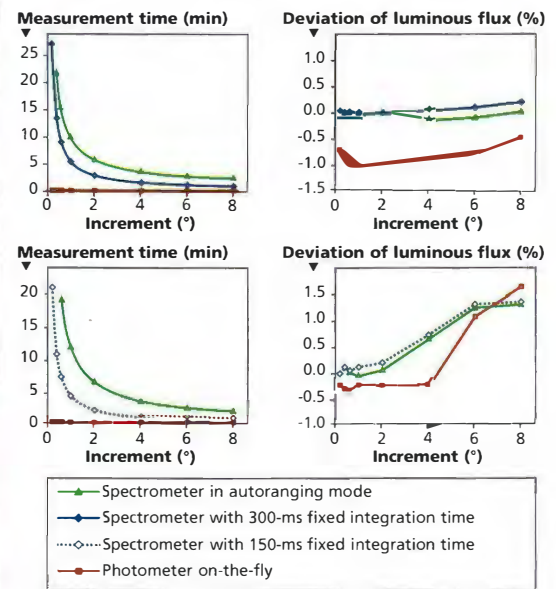 Measurement time (min)
25
20
15
10
5
0
0 2 4 6 8
Increment (°)
Deviation of luminous flux (%)
1.0
0.5
0.0
-0.5
-1.0
-1.5
0 2 4 6 8
Increment (°)
Measurement time (min)
20
15
10
5
0
0 2 4 6 8
Increment (°)
Deviation of luminous flux (%)
1.5
1.0
0.5
0.0
-0.5
-1.0
0 2 4 6 8
Increment (°)
Spectrometer in autoranging mode
Spectrometer with 300-ms fixed integration time
Spectrometer with 150-ms fixed integration time
Photometer on-the-fly